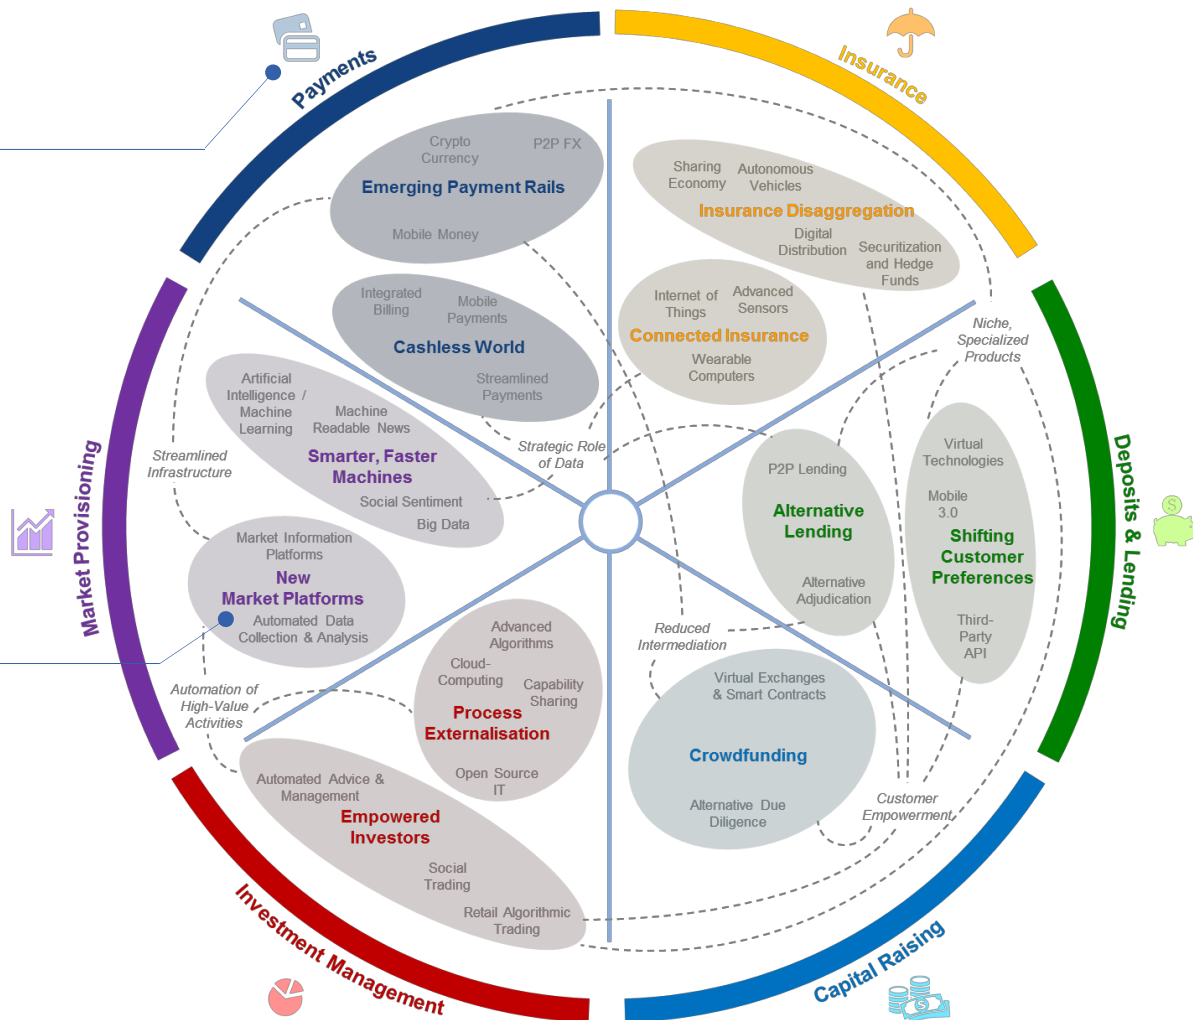 Payments
Insurance
Crypto
Currency
P2P FX
Emerging Payment Rails
Mobile Money
Sharing
Economy
Autonomous
Vehicles
Insurance Disaggregation
Digital
Distribution
Securitization
and Hedge
Funds
Integrated
Billing
Mobile
Payments
Cashless World
Streamlined
Payments
Internet of
Things
Advanced
Sensors
Connected Insurance
Wearable
Computers
Niche,
Specialized
Products
Artificial
Intelligence /
Machine
Learning
Machine
Readable News
Smarter, Faster
Machines
Social Sentiment
Big Data
Streamlined
Infrastructure
Strategic Role
of Data
Market Provisioning
Market Information
Platforms
New
Market Platforms
Automated Data
Collection & Analysis
P2P Lending
Alternative
Lending
Alternative
Adjudication
Virtual
Technologies
Mobile
3.0
Shifting
Customer
Preferences
Third-
Party
API
Deposits & Lending
Reduced
Intermediation
Automation of
High-Value
Activities
Advanced
Algorithms
Cloud-
Computing
Capability
Sharing
Process
Externalisation
Open Source
IT
Virtual Exchanges
& Smart Contracts
Crowdfunding
Alternative Due
Diligence
Customer
Empowerment
Automated Advice &
Management
Empowered
Investors
Social
Trading
Retail Algorithmic
Trading
Investment Management
Capital Raising